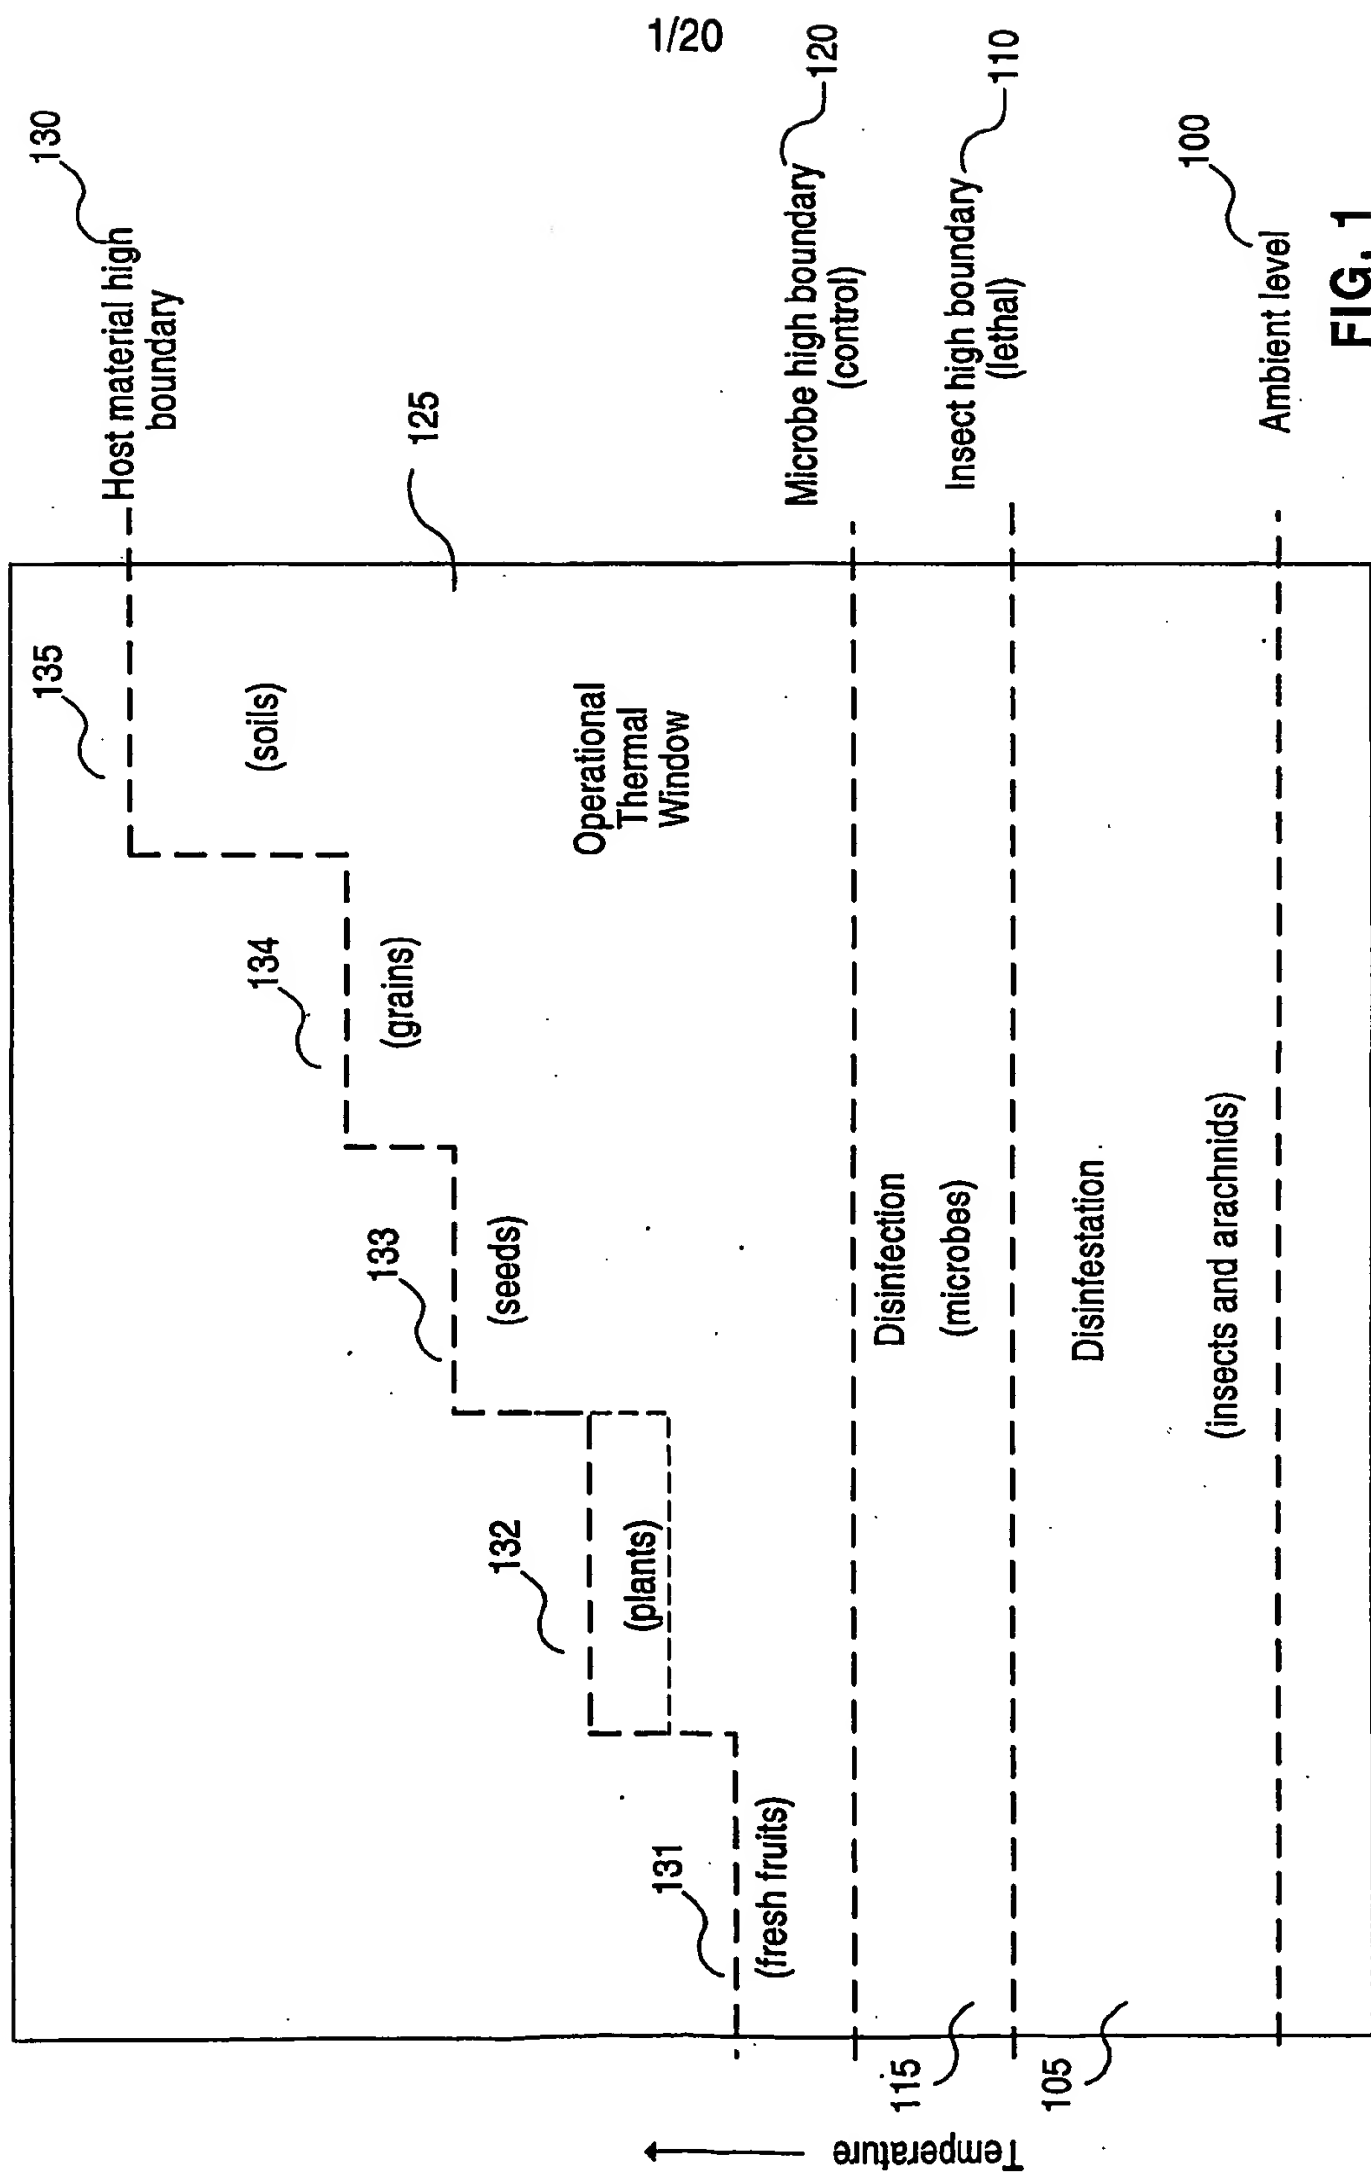 1/20
130
Host material high
boundary
135
(soils)
125
134
(grains)
Operational
Thermal
Window
133
(seeds)
132
(plants)
131
(fresh fruits)
Microbe high boundary
(control)
120
Disinfection
(microbes)
115
Insect high boundary
(lethal)
110
Disinfestation
105
(insects and arachnids)
100
Ambient level
Temperature
FIG. 1